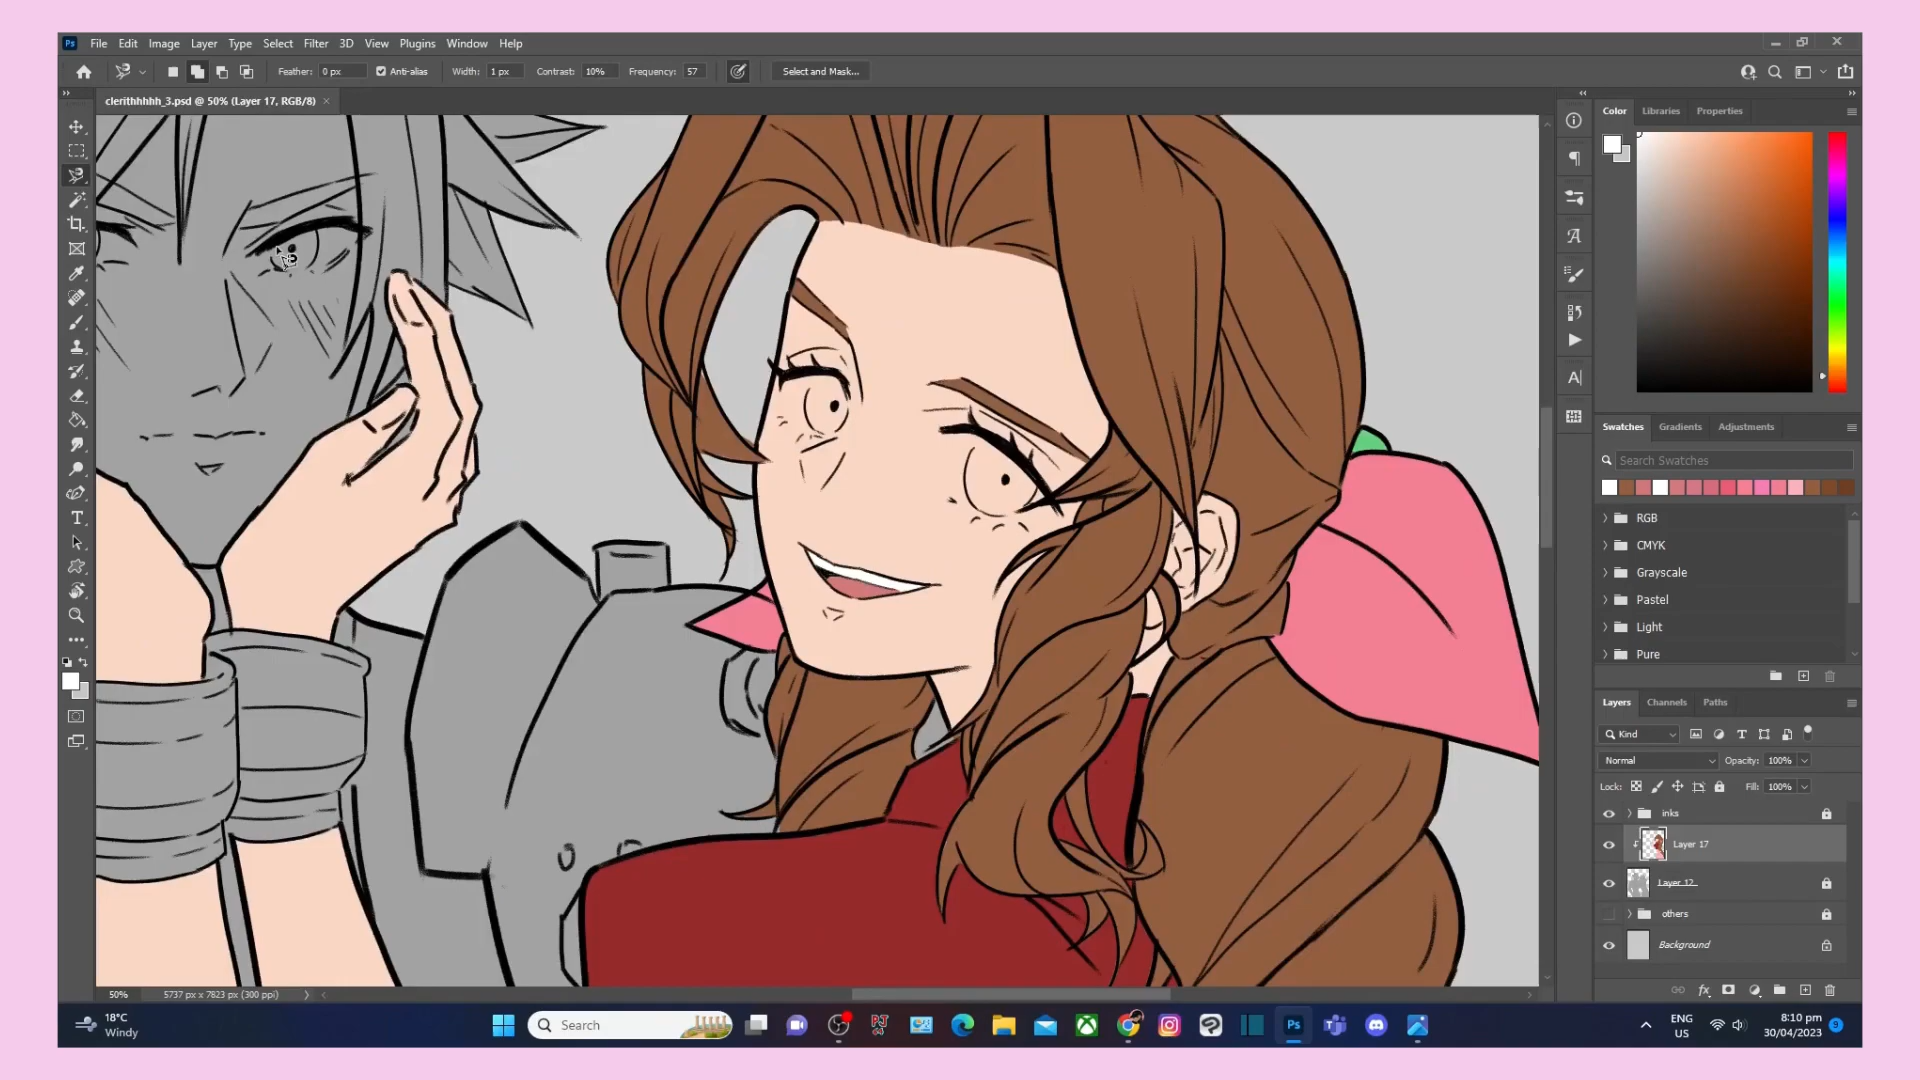 Ps File Edit Image Layer Type Select Filter 3D View Plugins Window Help
Feather: 0 px Anti-alias Width: 1 px Contrast: 10% Frequency: 57 Select and Mask...
clerithhhhh_3.psd @ 50% (Layer 17, RGB/8)
Color Libraries Properties
Swatches Gradients Adjustments
Search Swatches
RGB
CMYK
Grayscale
Pastel
Light
Pure
Layers Channels Paths
Kind
Normal Opacity: 100%
Lock: Fill: 100%
inks
Layer 17
Layer 12
others
Background
50% 5737 px x 7823 px (300 ppi)
18°C
Windy
Search
Ps
ENG
US
8:10 pm
30/04/2023
9